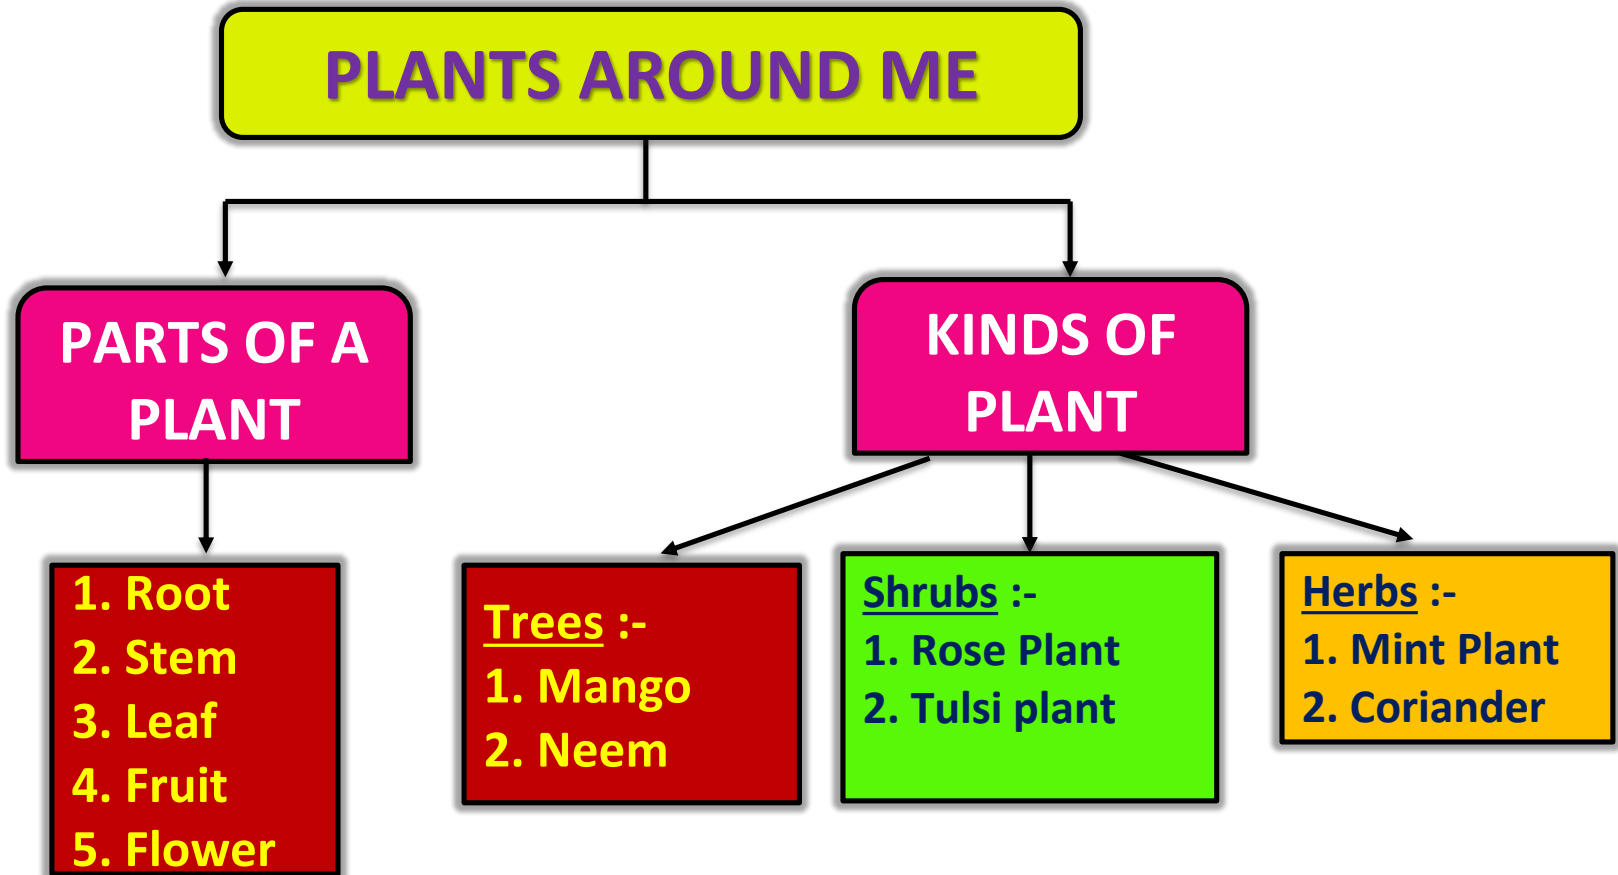 PLANTS AROUND ME
PARTS OF A
PLANT
KINDS OF
PLANT
1. Root
2. Stem
3. Leaf
4. Fruit
5. Flower
Trees :-
1. Mango
2. Neem
Shrubs :-
1. Rose Plant
2. Tulsi plant
Herbs :-
1. Mint Plant
2. Coriander